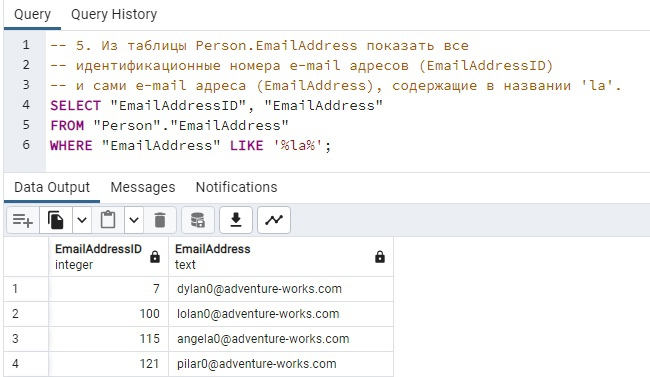 Query Query History
1 -- 5. Из таблицы Person.EmailAddress показать все
2 -- идентификационные номера e-mail адресов (EmailAddressID)
3 -- и сами e-mail адреса (EmailAddress), содержащие в названии 'la'.
4 SELECT "EmailAddressID", "EmailAddress"
5 FROM "Person"."EmailAddress"
6 WHERE "EmailAddress" LIKE '%la%';
Data Output Messages Notifications
EmailAddressID EmailAddress
integer text
1 7 dylan0@adventure-works.com
2 100 lolan0@adventure-works.com
3 115 angela0@adventure-works.com
4 121 pilar0@adventure-works.com